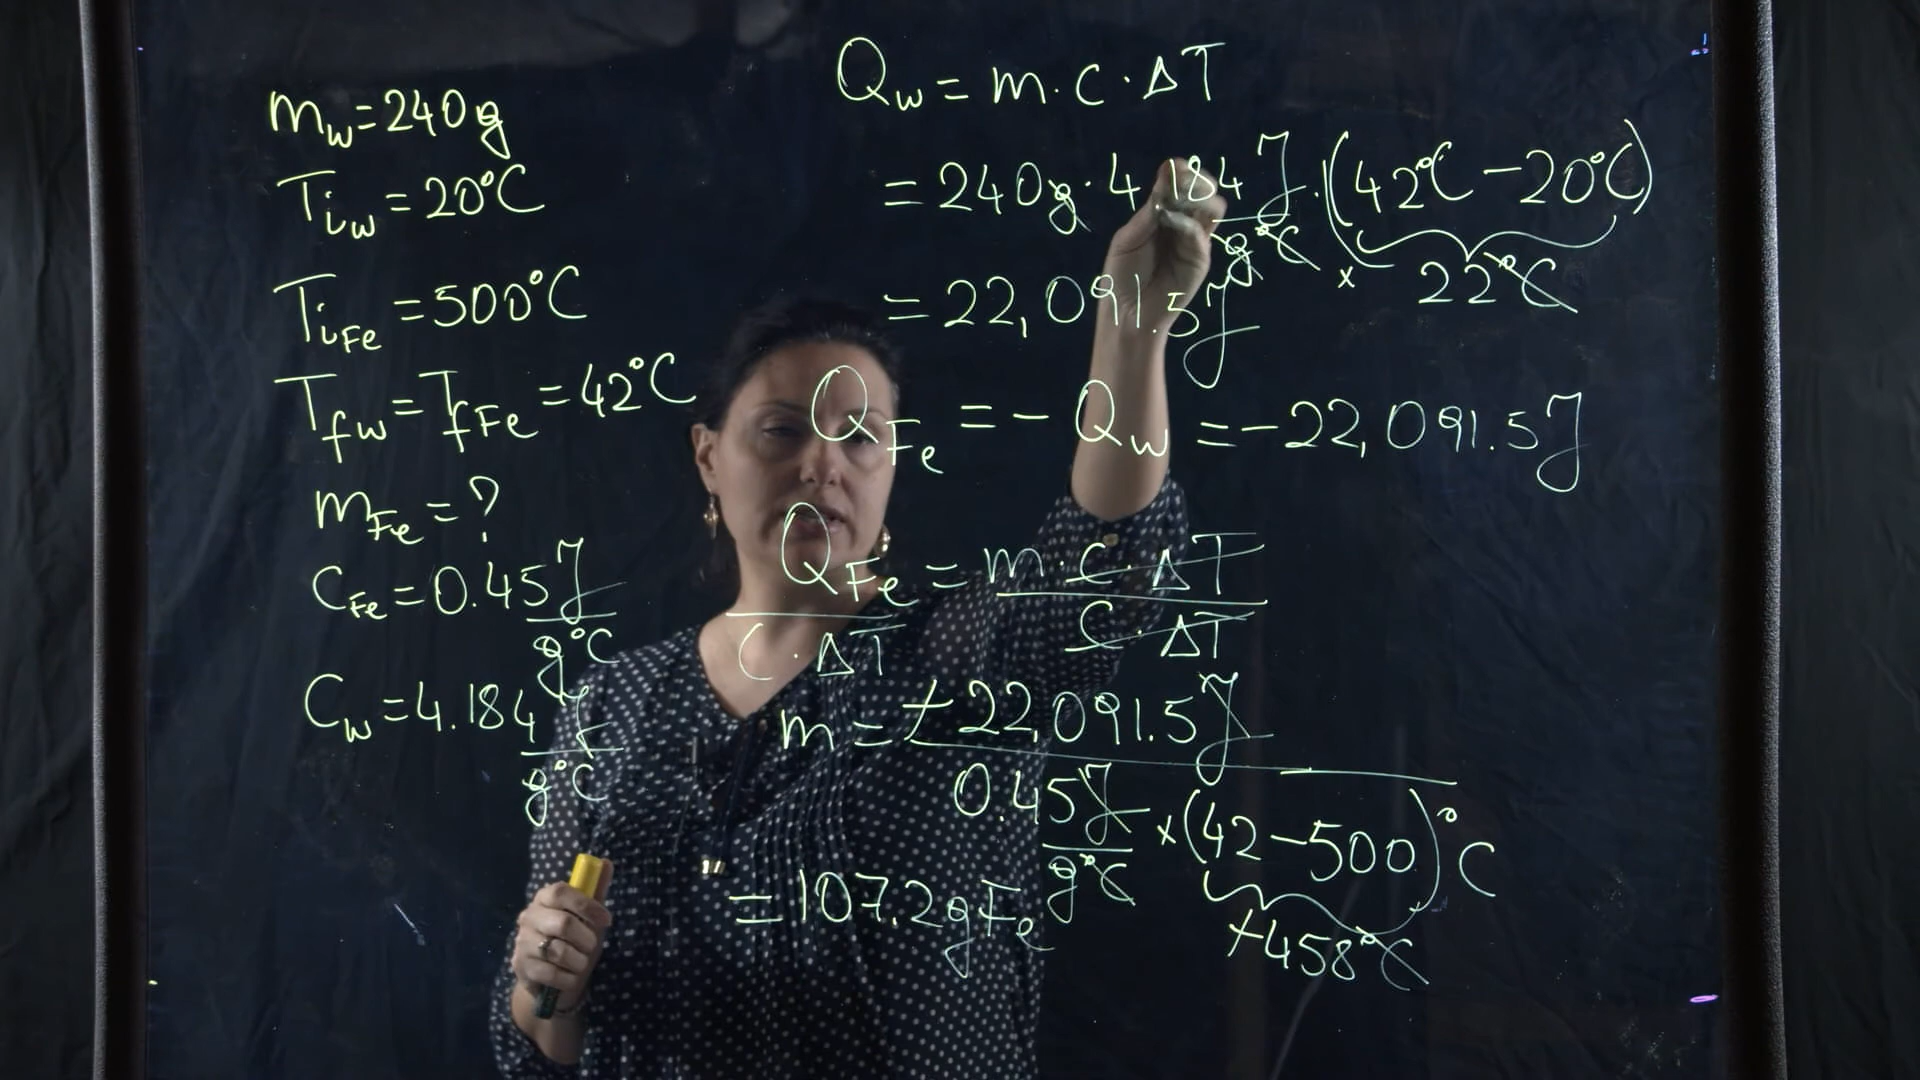 m_w = 240g
T_iw = 20°C
T_iFe = 500°C
T_fw = T_fFe = 42°C
m_Fe = ?
C_Fe = 0.45 J
g°C
C_w = 4.184 J
g°C
Q_w = m · C · ΔT
= 240g · 4.184 J/g°C · (42°C − 20°C)
x 22°C
= 22,091.5 J
Q_Fe = − Q_w = −22,091.5 J
Q_Fe = m · C · ΔT
C · ΔT C · ΔT
m = −22,091.5 J
0.45 J/g°C x (42 − 500)°C
−458°C
= 107.2 g Fe